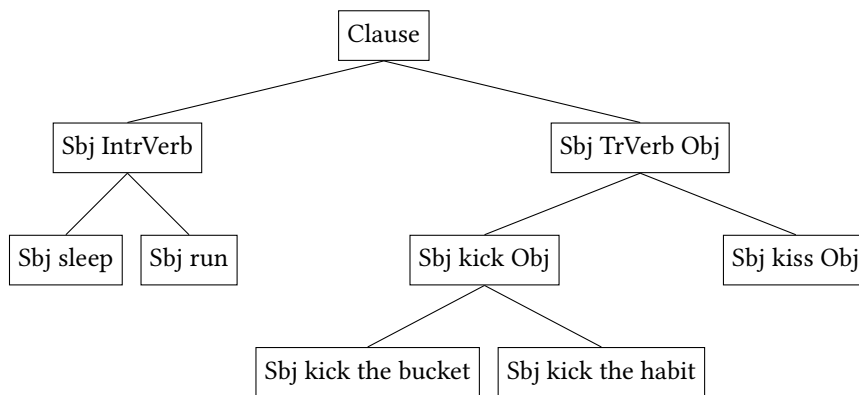 Clause
Sbj IntrVerb
Sbj TrVerb Obj
Sbj sleep
Sbj run
Sbj kick Obj
Sbj kiss Obj
Sbj kick the bucket
Sbj kick the habit